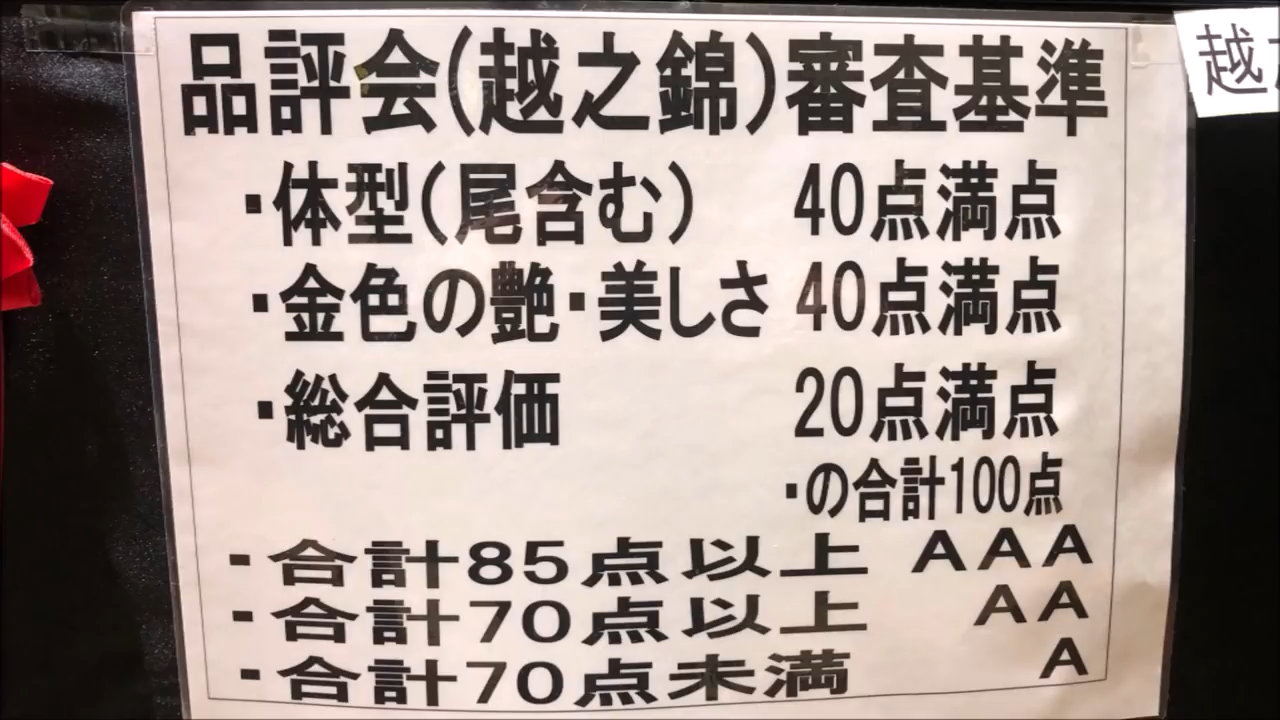 品評会(越之錦)審査基準
・体型(尾含む) 40点満点
・金色の艶・美しさ 40点満点
・総合評価 20点満点
・の合計100点
・合計85点以上 AAA
・合計70点以上 AA
・合計70点未満 A
越